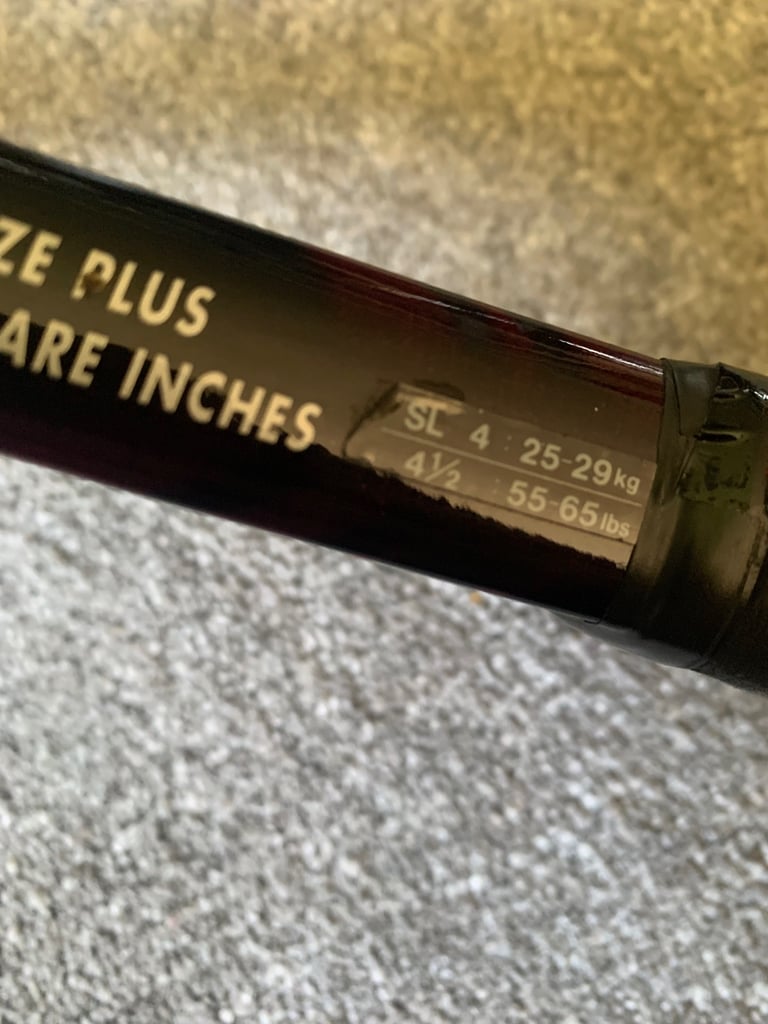 ZE PLUS
ARE INCHES
SL 4 : 25-29kg
4½ : 55-65lbs